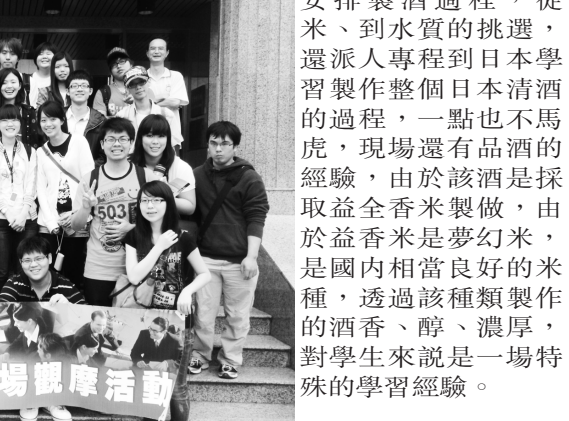 安排製酒過程，從
米、到水質的挑選，
還派人專程到日本學
習製作整個日本清酒
的過程，一點也不馬
虎，現場還有品酒的
經驗，由於該酒是採
取益全香米製做，由
於益香米是夢幻米，
是國內相當良好的米
種，透過該種類製作
的酒香、醇、濃厚，
對學生來說是一場特
殊的學習經驗。
503
場觀摩活動